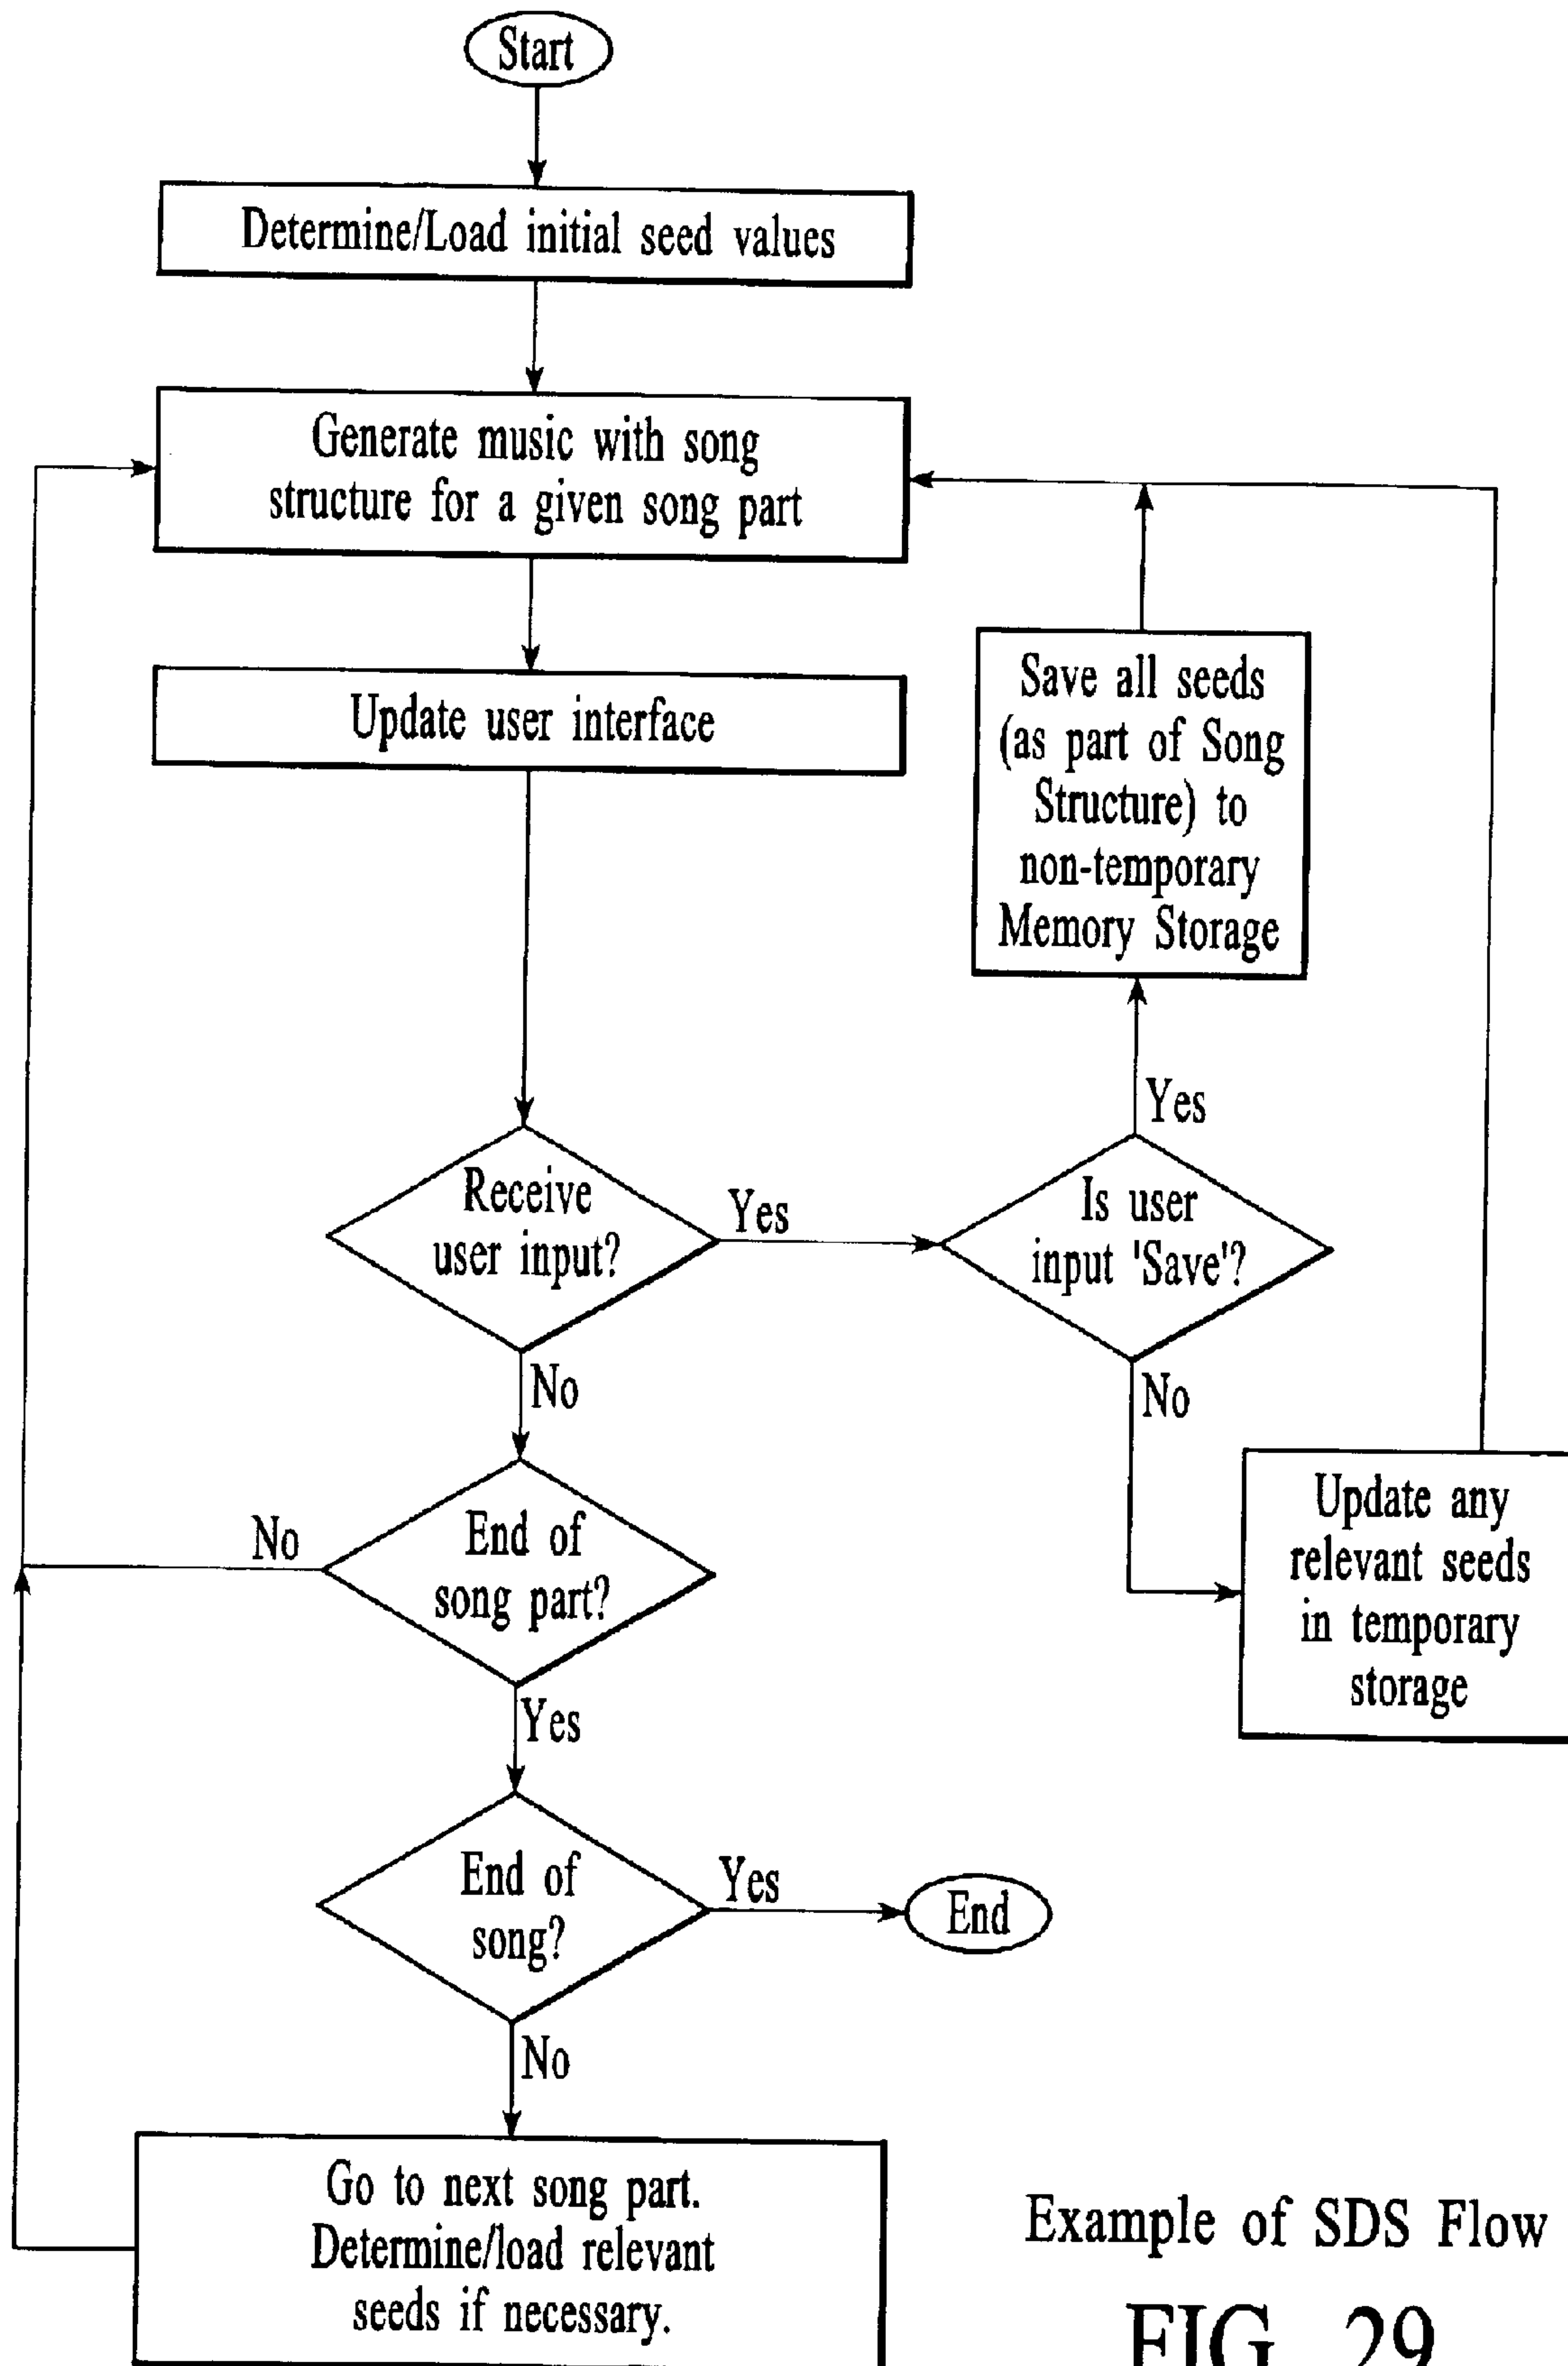 Start
Determine/Load initial seed values
Generate music with song
structure for a given song part
Update user interface
Save all seeds
(as part of Song
Structure) to
non-temporary
Memory Storage
Yes
Receive
user input?
Yes
Is user
input 'Save'?
No
No
End of
song part?
No
Update any
relevant seeds
in temporary
storage
Yes
End of
song?
Yes
End
No
Go to next song part.
Determine/load relevant
seeds if necessary.
Example of SDS Flow
FIG. 29